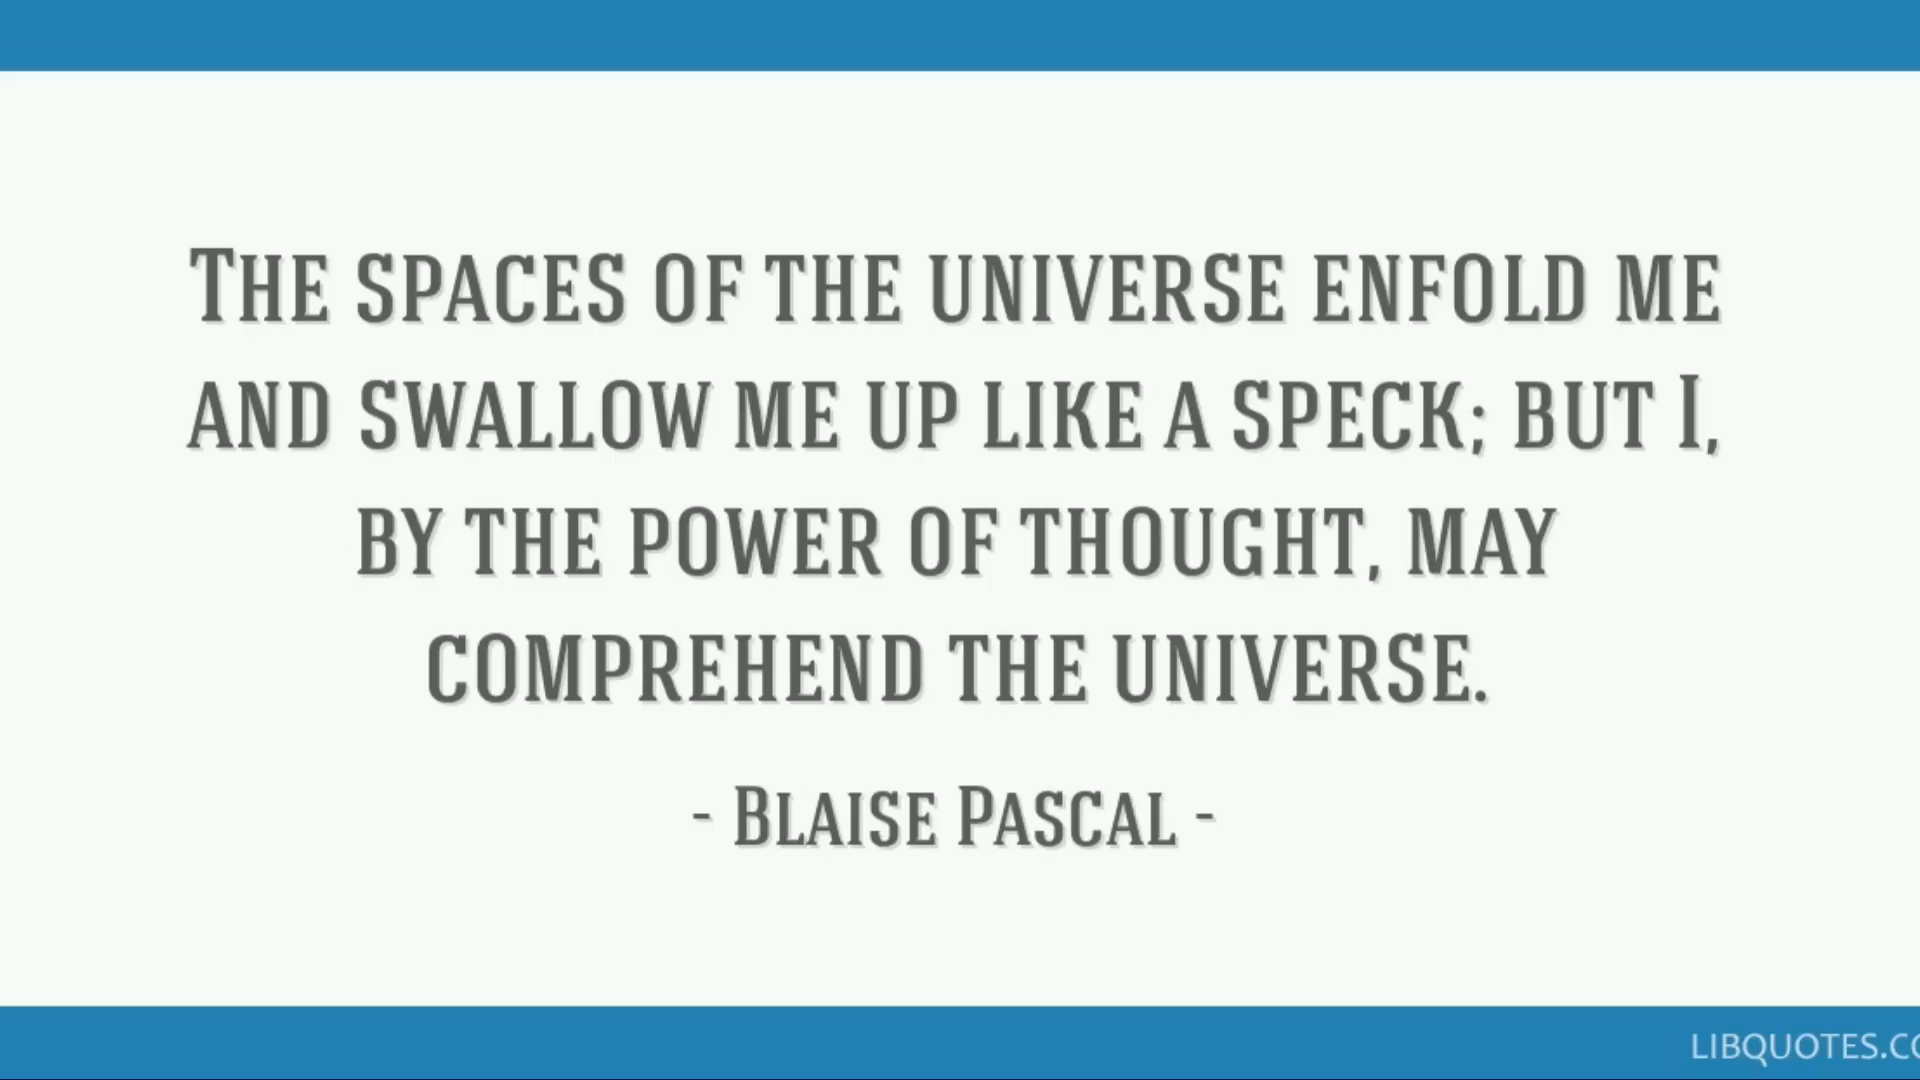 The spaces of the universe enfold me
and swallow me up like a speck; but I,
by the power of thought, may
comprehend the universe.
- Blaise Pascal -
LIBQUOTES.CO